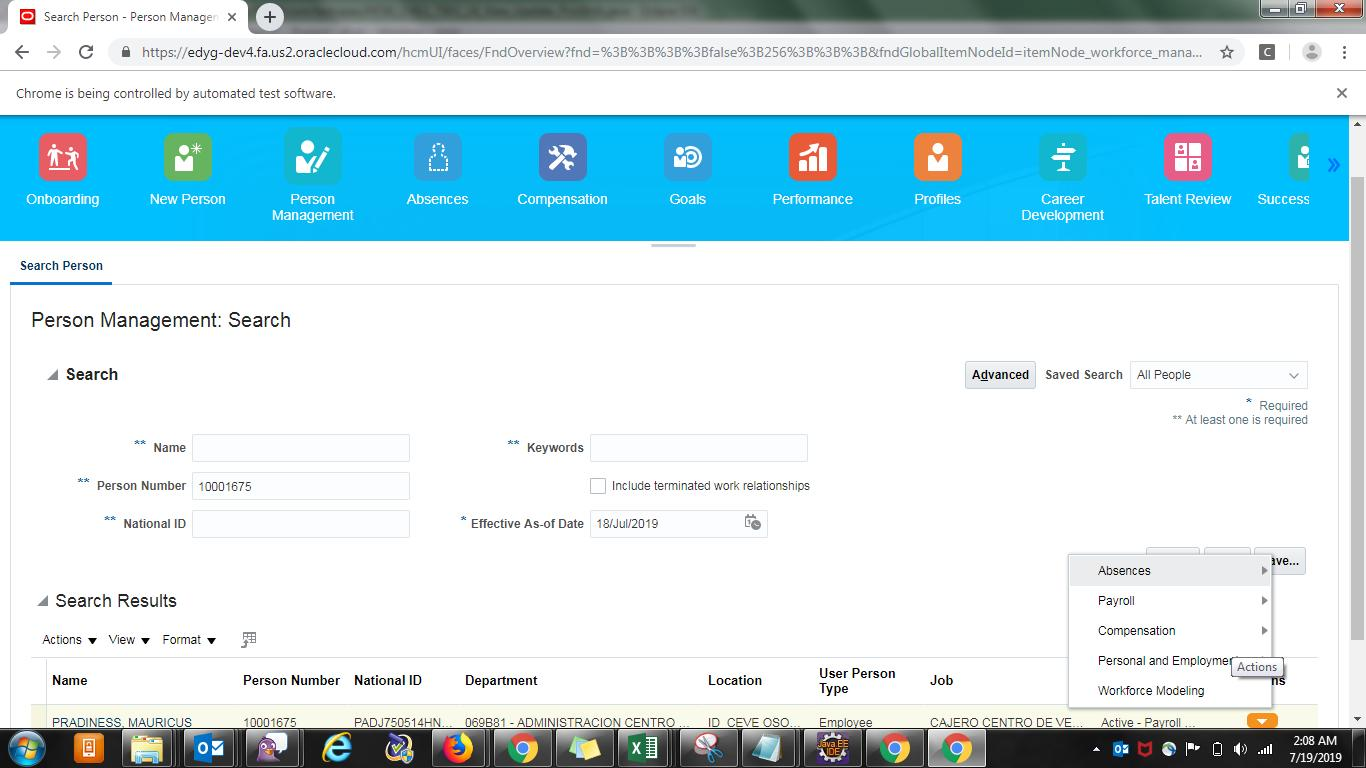 Search Person - Person Managen
https://edyg-dev4.fa.us2.oraclecloud.com/hcmUI/faces/FndOverview?fnd=%3B%3B%3B%3Bfalse%3B256%3B%3B%3B&fndGlobalItemNodeId=itemNode_workforce_mana...
C
Chrome is being controlled by automated test software.
Onboarding
New Person
Person Management
Absences
Compensation
Goals
Performance
Profiles
Career Development
Talent Review
Success
Search Person
Person Management: Search
Search
Advanced
Saved Search
All People
* Required
** At least one is required
** Name
** Keywords
** Person Number 10001675
Include terminated work relationships
** National ID
* Effective As-of Date 18/Jul/2019
ave...
Absences
Payroll
Compensation
Personal and Employmen
Actions
Workforce Modeling
Search Results
Actions View Format
Name
Person Number
National ID
Department
Location
User Person Type
Job
PRADINESS, MAURICUS
10001675
PADJ750514HN...
069B81 - ADMINISTRACION CENTRO ...
ID_CEVE OSO...
Employee
CAJERO CENTRO DE VE...
Active - Payroll ...
Java EE
IDE
2:08 AM
7/19/2019